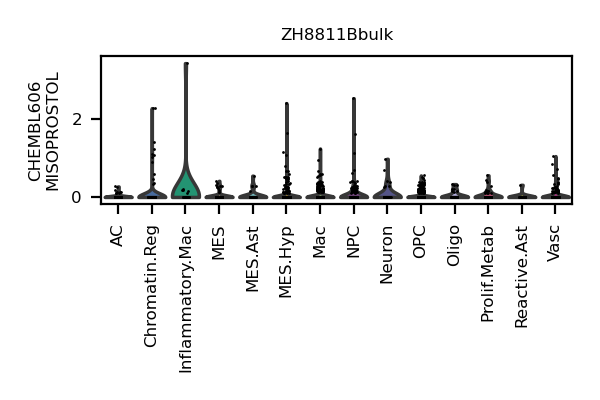 ZH8811Bbulk
CHEMBL606
MISOPROSTOL
2
0
AC
Chromatin.Reg
Inflammatory.Mac
MES
MES.Ast
MES.Hyp
Mac
NPC
Neuron
OPC
Oligo
Prolif.Metab
Reactive.Ast
Vasc